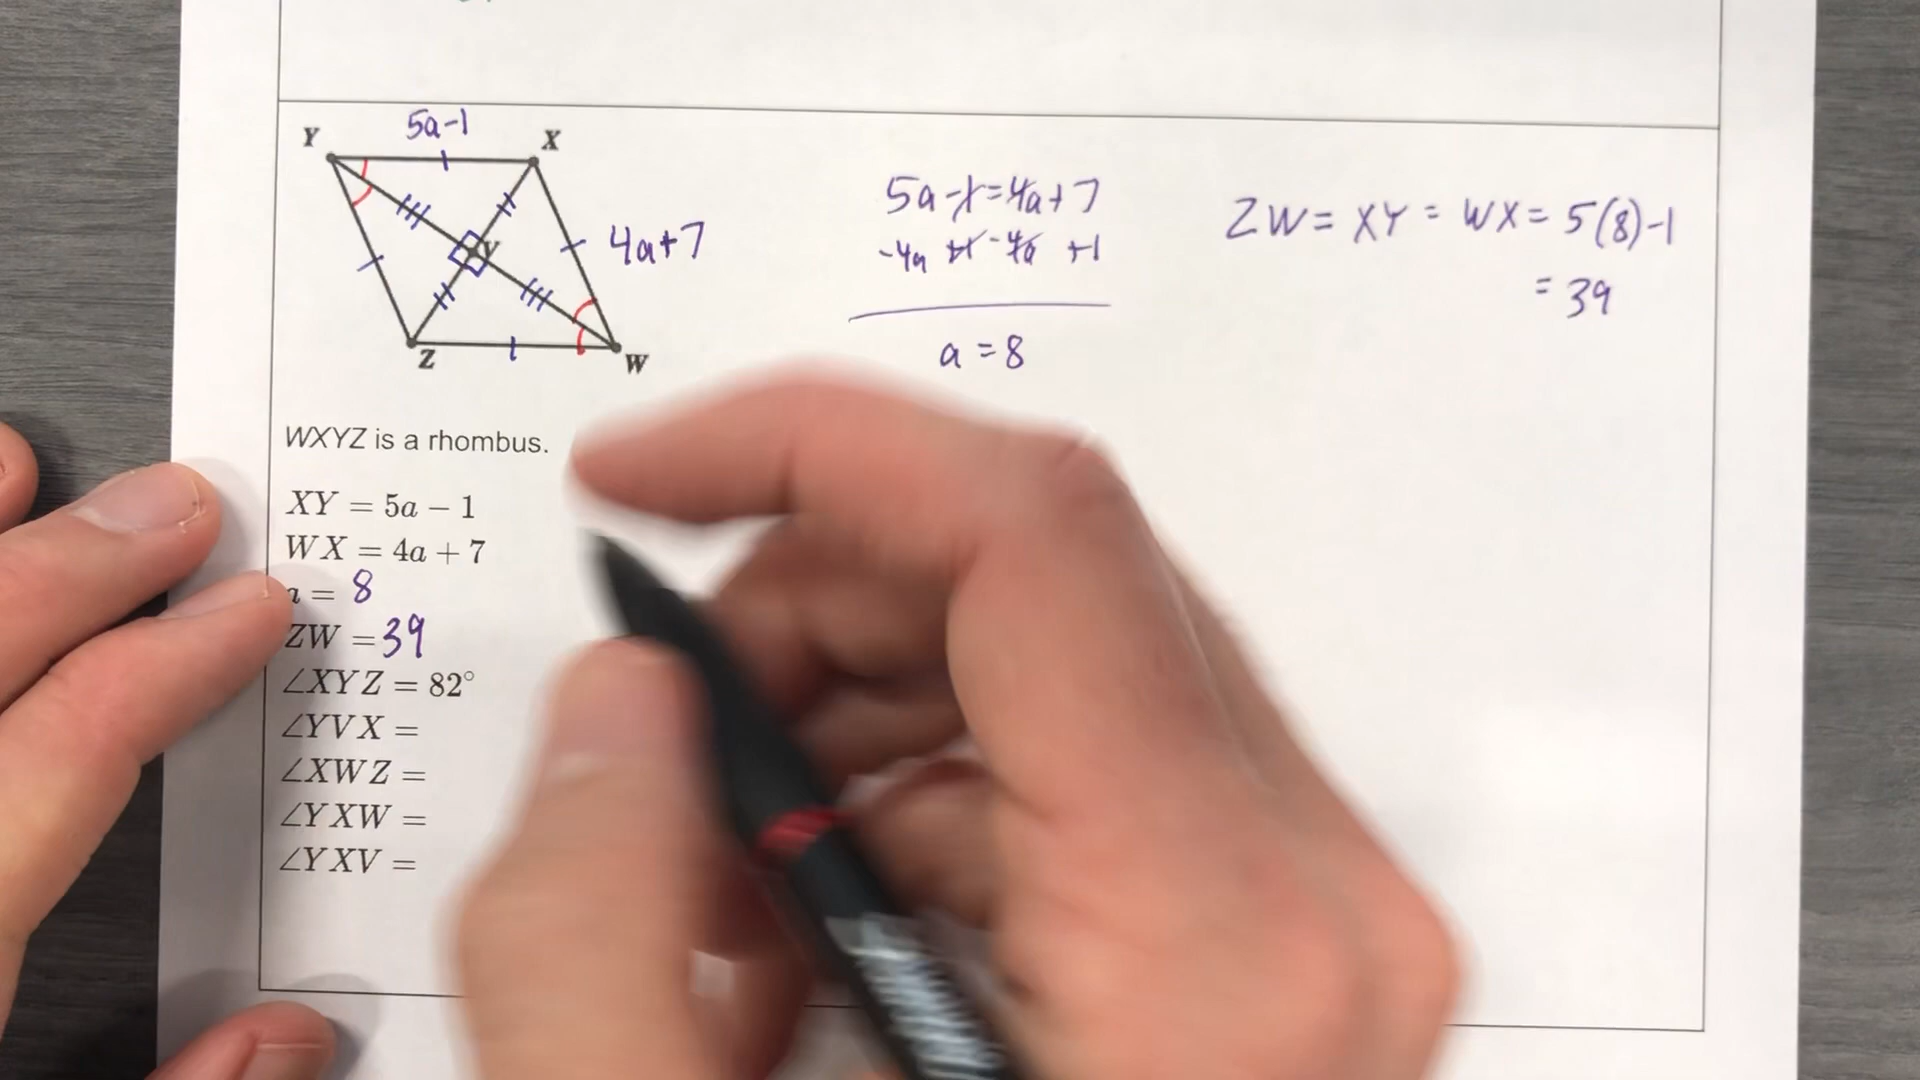 5a-1
Y
X
V
4a+7
Z
W
5a-1=4a+7
-4a +1 -4a +1
a = 8
ZW = XY = WX = 5(8)-1
= 39
WXYZ is a rhombus.
XY = 5a − 1
WX = 4a + 7
a = 8
ZW = 39
∠XYZ = 82°
∠YVX =
∠XWZ =
∠YXW =
∠YXV =